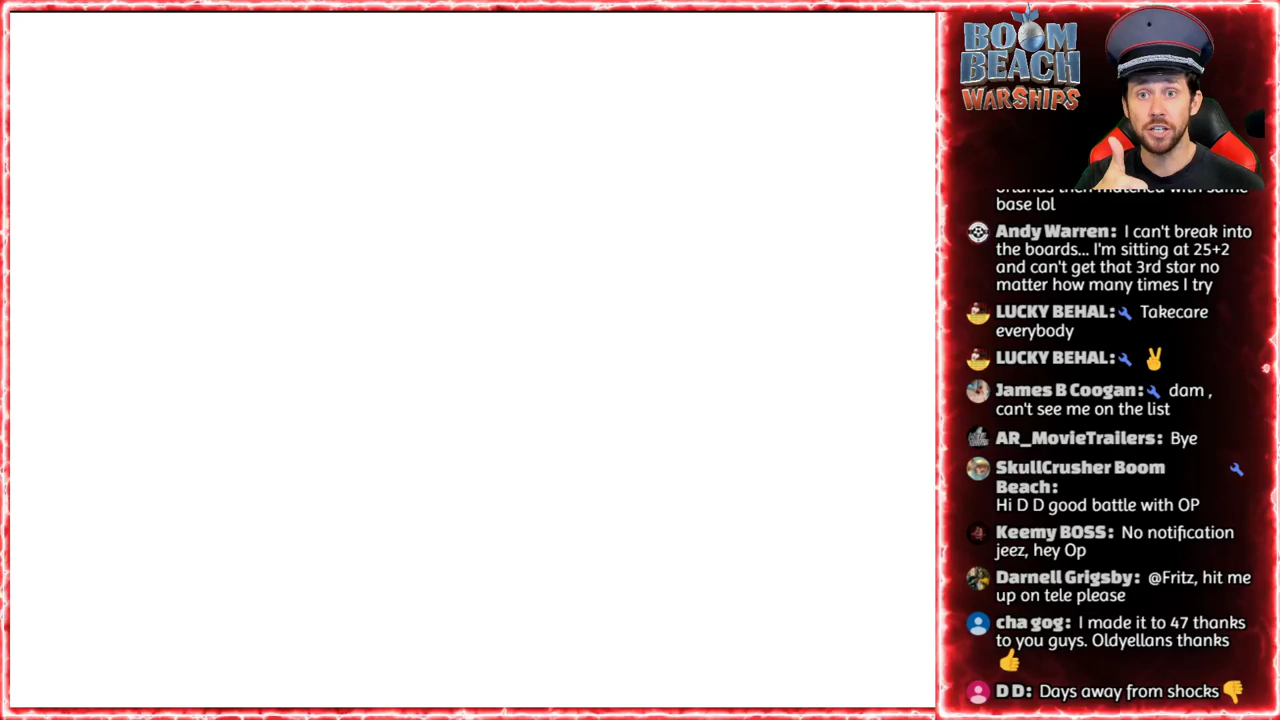 BOOM
BEACH
WARSHIPS
base lol
Andy Warren: I can't break into
the boards... I'm sitting at 25+2
and can't get that 3rd star no
matter how many times I try
LUCKY BEHAL: Takecare
everybody
LUCKY BEHAL: ✌
James B Coogan: dam ,
can't see me on the list
AR_MovieTrailers: Bye
SkullCrusher Boom
Beach:
Hi D D good battle with OP
Keemy BOSS: No notification
jeez, hey Op
Darnell Grigsby: @Fritz, hit me
up on tele please
cha gog: I made it to 47 thanks
to you guys. Oldyellans thanks
👍
D D: Days away from shocks👎